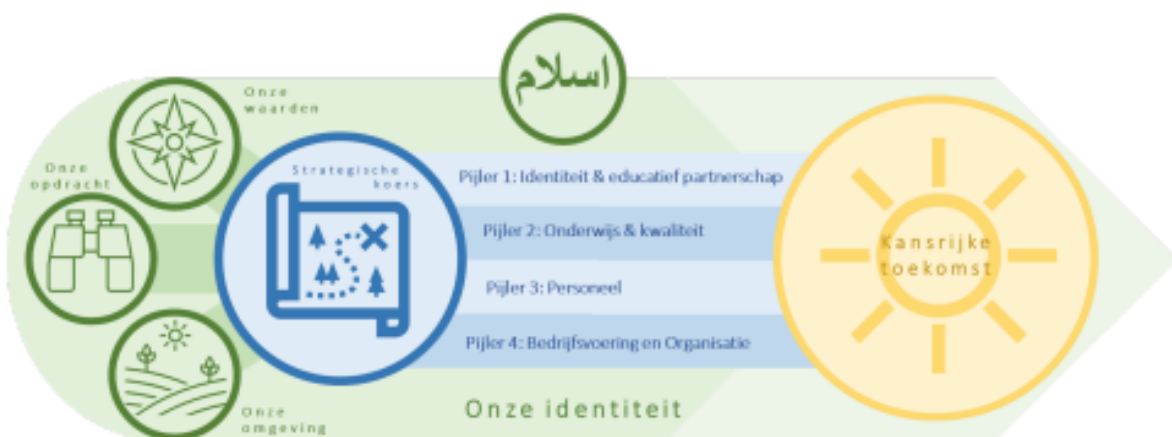 اسلام
Onze
waarden
Onze
opdracht
Strategische
koers
Pijler 1: Identiteit & educatief partnerschap
Pijler 2: Onderwijs & kwaliteit
Pijler 3: Personeel
Pijler 4: Bedrijfsvoering en Organisatie
Kansrijke
toekomst
Onze
omgeving
Onze identiteit